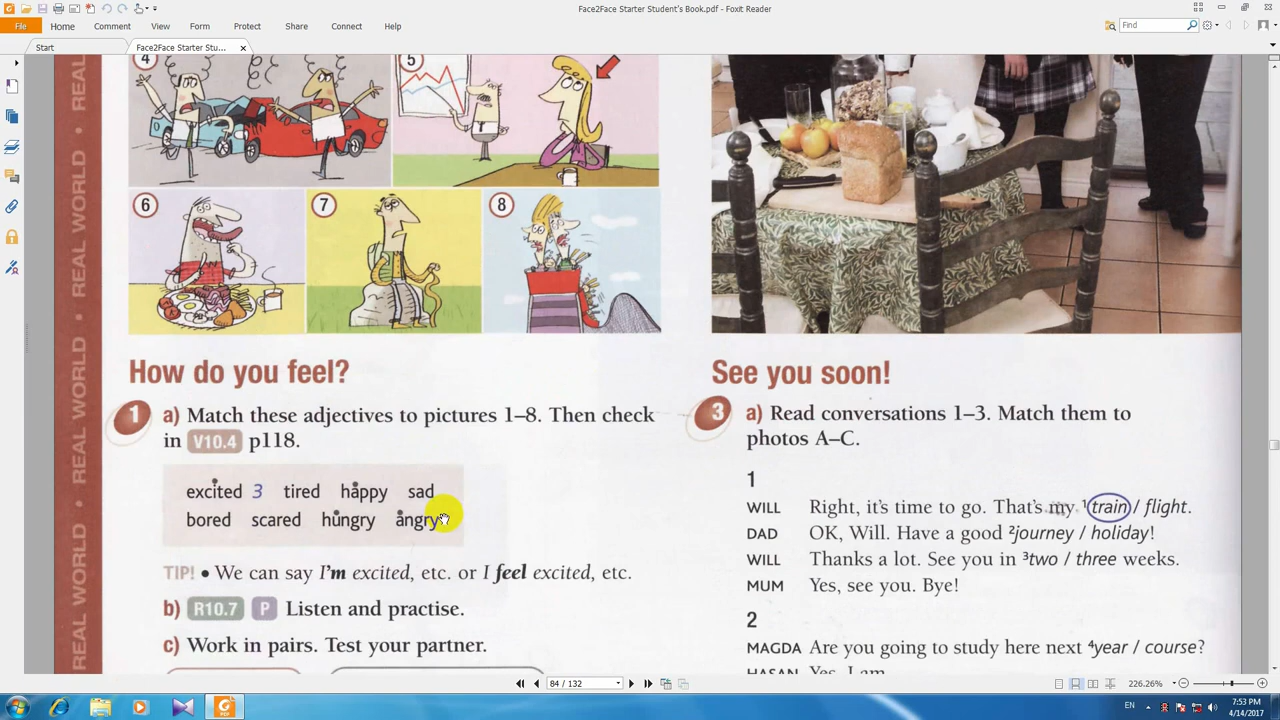 Face2Face Starter Student's Book.pdf - Foxit Reader
File Home Comment View Form Protect Share Connect Help
Find
Start Face2Face Starter Stu...
REAL WORLD • REAL WORLD • REAL WORLD • REAL
4 5
6 7 8
How do you feel?
1 a) Match these adjectives to pictures 1–8. Then check
in V10.4 p118.
excited 3 tired happy sad
bored scared hungry angry
TIP! • We can say I'm excited, etc. or I feel excited, etc.
b) R10.7 P Listen and practise.
c) Work in pairs. Test your partner.
See you soon!
3 a) Read conversations 1–3. Match them to
photos A–C.
1
WILL Right, it's time to go. That's my ¹train / flight.
DAD OK, Will. Have a good ²journey / holiday!
WILL Thanks a lot. See you in ³two / three weeks.
MUM Yes, see you. Bye!
2
MAGDA Are you going to study here next ⁴year / course?
HASAN Yes, I am.
84 / 132
226.26%
EN
7:53 PM
4/14/2017